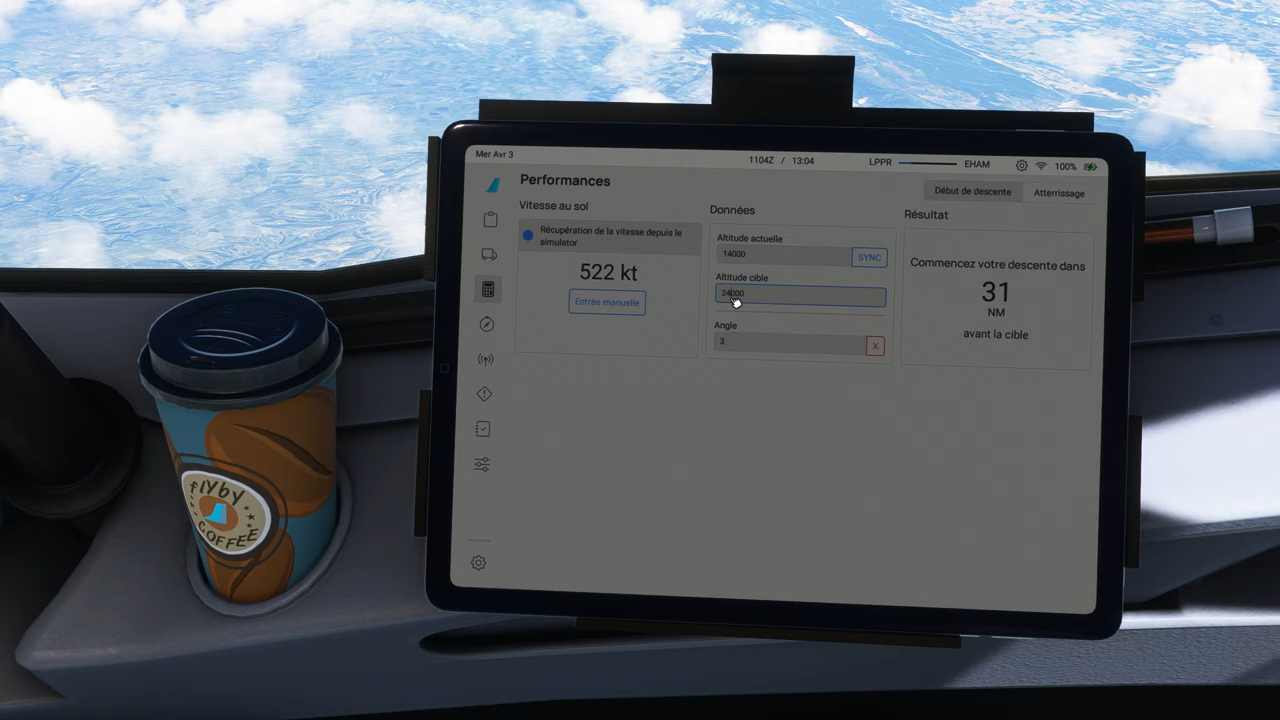 Mer Avr 3
1104Z / 13:04
LPPR
EHAM
100%
Performances
Début de descente
Atterrissage
Vitesse au sol
Récupération de la vitesse depuis le
simulator
522 kt
Entrée manuelle
Données
Altitude actuelle
14000
SYNC
Altitude cible
24000
Angle
3
X
Résultat
Commencez votre descente dans
31
NM
avant la cible
flyby
COFFEE